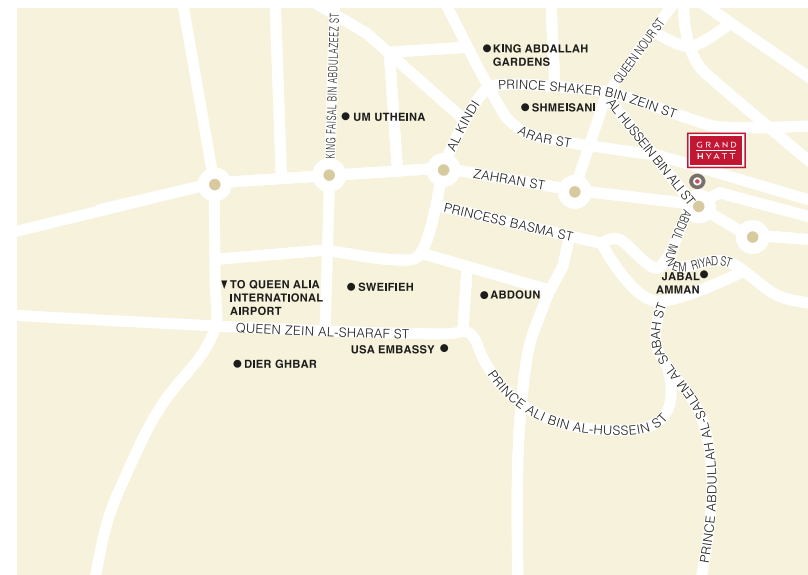 KING FAISAL BIN ABDULAZEEZ ST
QUEEN NOUR ST
KING ABDALLAH
GARDENS
PRINCE SHAKER BIN ZEIN ST
SHMEISANI
UM UTHEINA
AL KINDI
ARAR ST
AL HUSSEIN BIN ALI ST
GRAND
HYATT
ZAHRAN ST
PRINCESS BASMA ST
ABDUL MUN'EM RIYAD ST
JABAL
AMMAN
TO QUEEN ALIA
INTERNATIONAL
AIRPORT
SWEIFIEH
ABDOUN
QUEEN ZEIN AL-SHARAF ST
USA EMBASSY
DIER GHBAR
PRINCE ALI BIN AL-HUSSEIN ST
SABAH ST
PRINCE ABDULLAH AL-SALEM AL